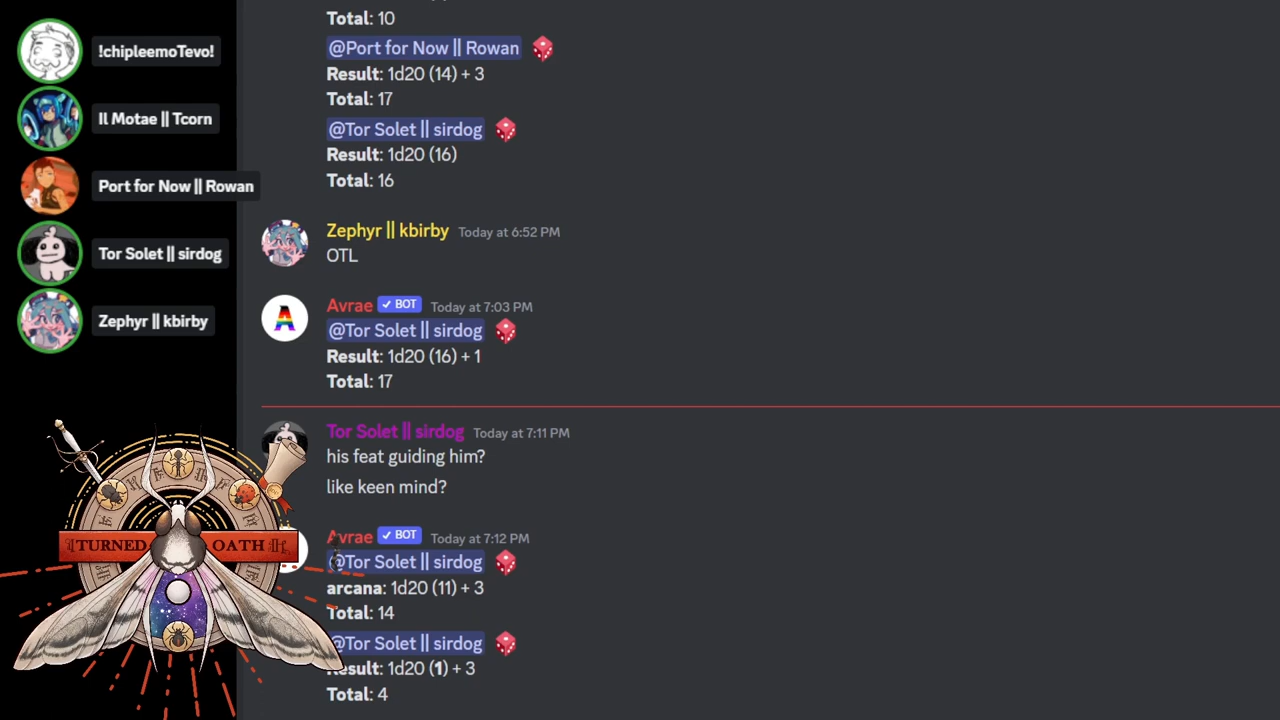 !chipleemoTevo!
Il Motae || Tcorn
Port for Now || Rowan
Tor Solet || sirdog
Zephyr || kbirby
TURNED OATH
Total: 10
@Port for Now || Rowan
Result: 1d20 (14) + 3
Total: 17
@Tor Solet || sirdog
Result: 1d20 (16)
Total: 16
Zephyr || kbirby Today at 6:52 PM
OTL
Avrae ✓ BOT Today at 7:03 PM
A
@Tor Solet || sirdog
Result: 1d20 (16) + 1
Total: 17
Tor Solet || sirdog Today at 7:11 PM
his feat guiding him?
like keen mind?
Avrae ✓ BOT Today at 7:12 PM
@Tor Solet || sirdog
arcana: 1d20 (11) + 3
Total: 14
@Tor Solet || sirdog
Result: 1d20 (1) + 3
Total: 4